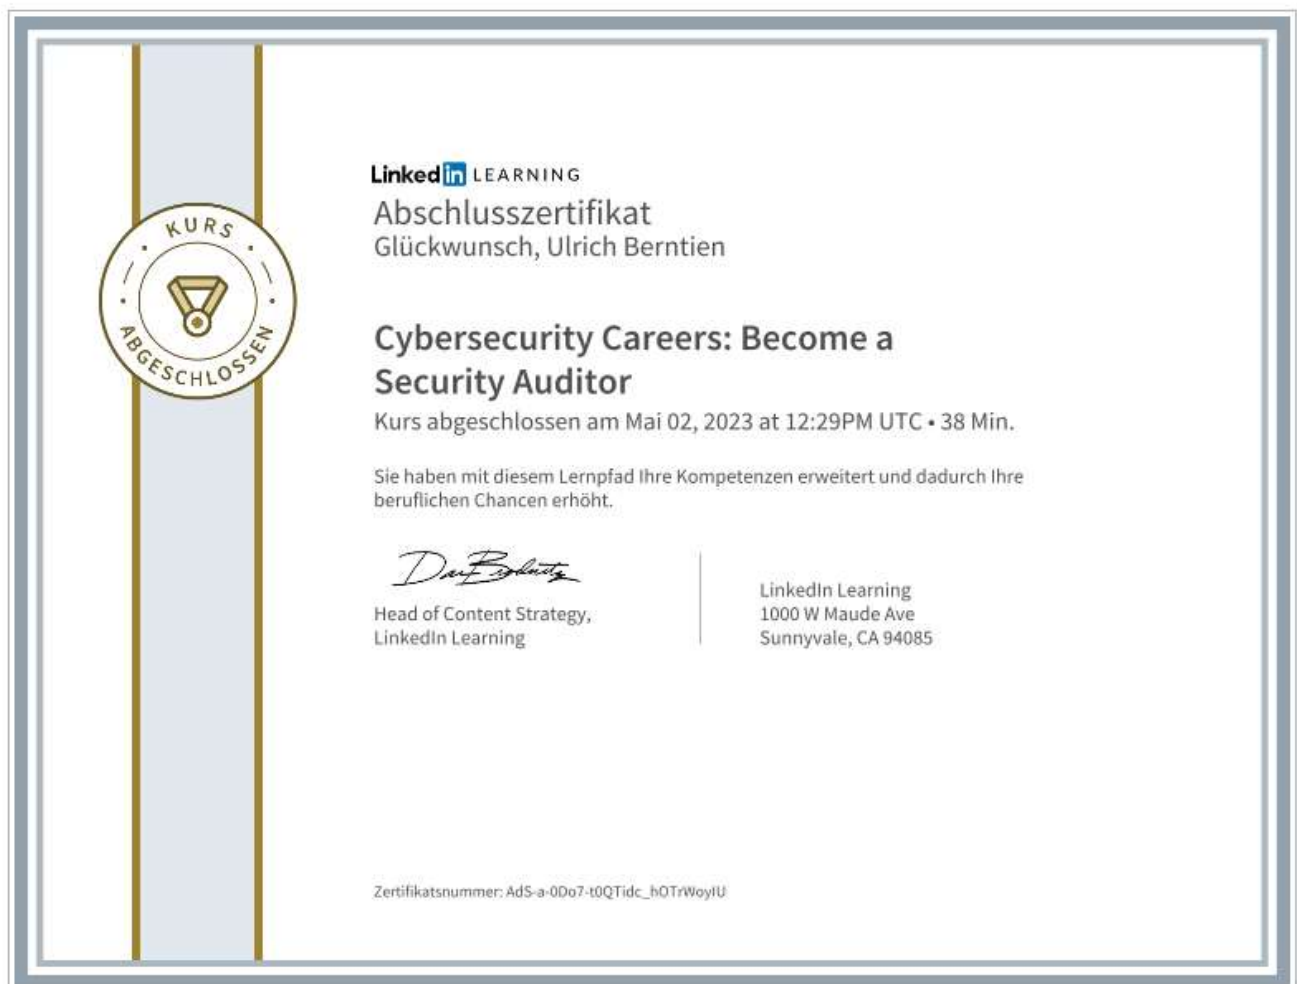 LinkedIn LEARNING
Abschlusszertifikat
Glückwunsch, Ulrich Berntien
KURS
ABGESCHLOSSEN
Cybersecurity Careers: Become a
Security Auditor
Kurs abgeschlossen am Mai 02, 2023 at 12:29PM UTC • 38 Min.
Sie haben mit diesem Lernpfad Ihre Kompetenzen erweitert und dadurch Ihre
beruflichen Chancen erhöht.
Head of Content Strategy,
LinkedIn Learning
LinkedIn Learning
1000 W Maude Ave
Sunnyvale, CA 94085
Zertifikatsnummer: AdS-a-0Do7-t0QTidc_hOTrWoyIU